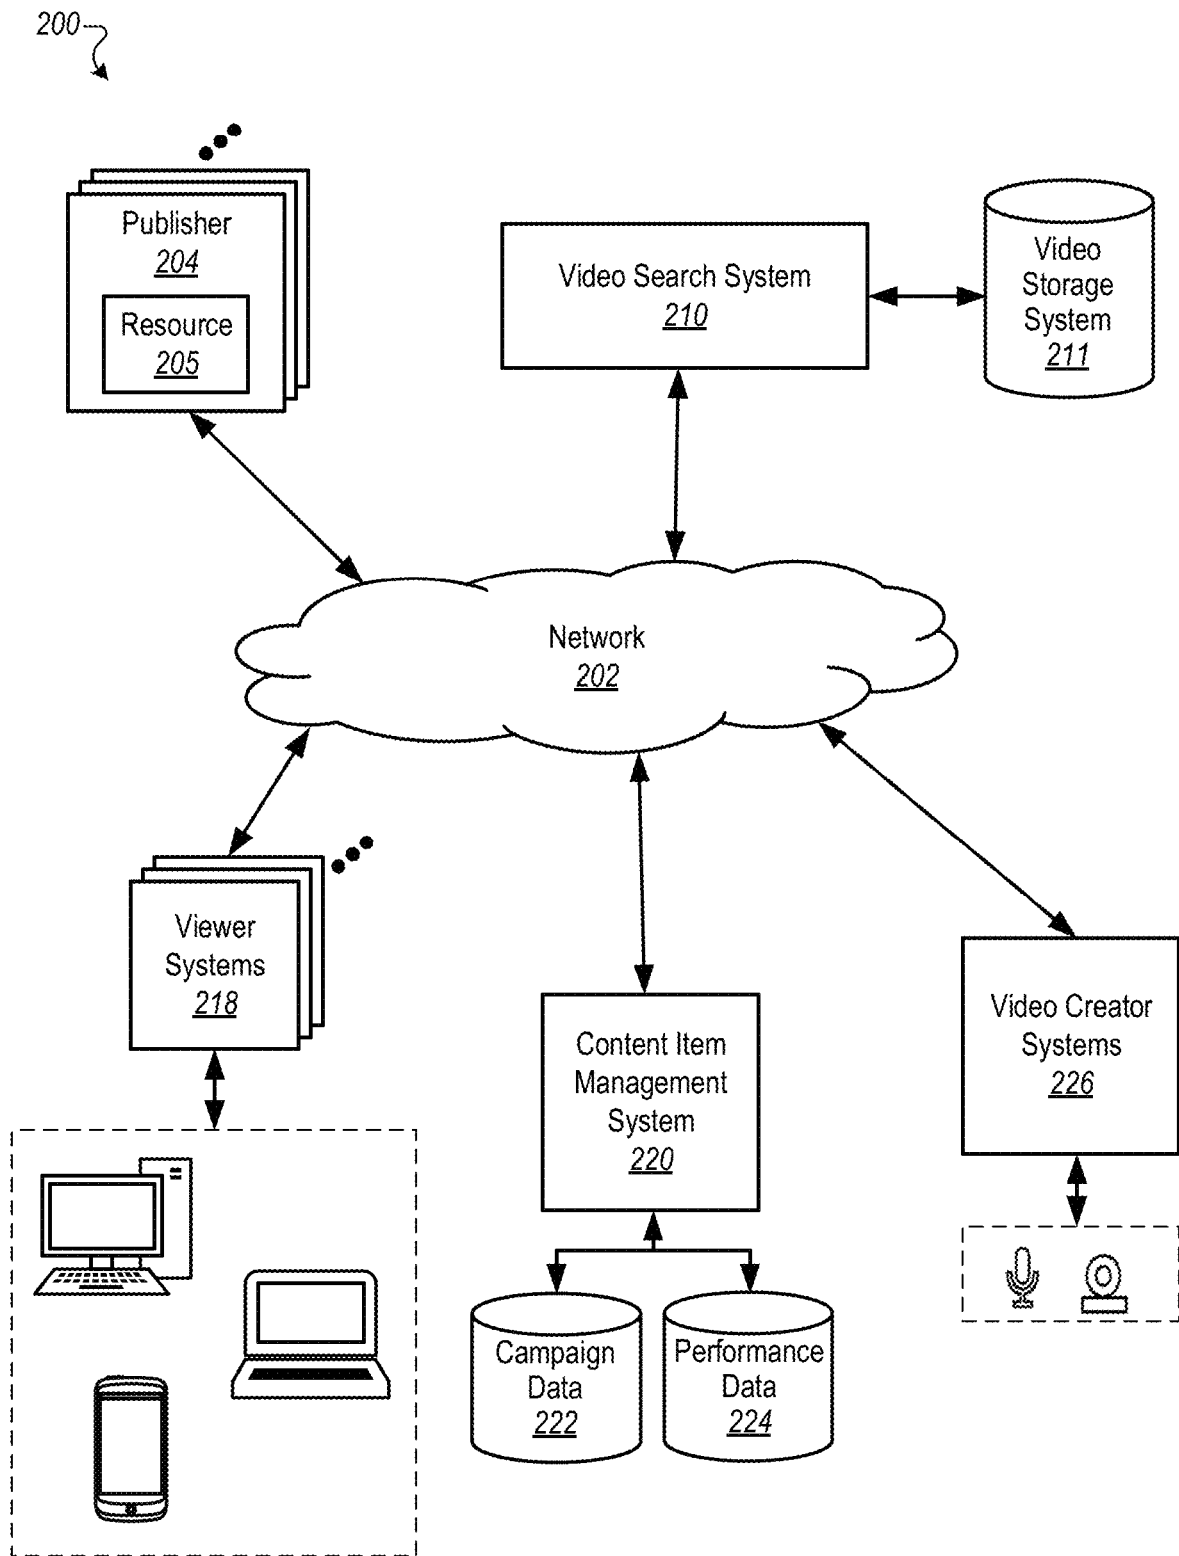 200
Publisher
204
Resource
205
Video Search System
210
Video
Storage
System
211
Network
202
Viewer
Systems
218
Content Item
Management
System
220
Video Creator
Systems
226
Campaign
Data
222
Performance
Data
224